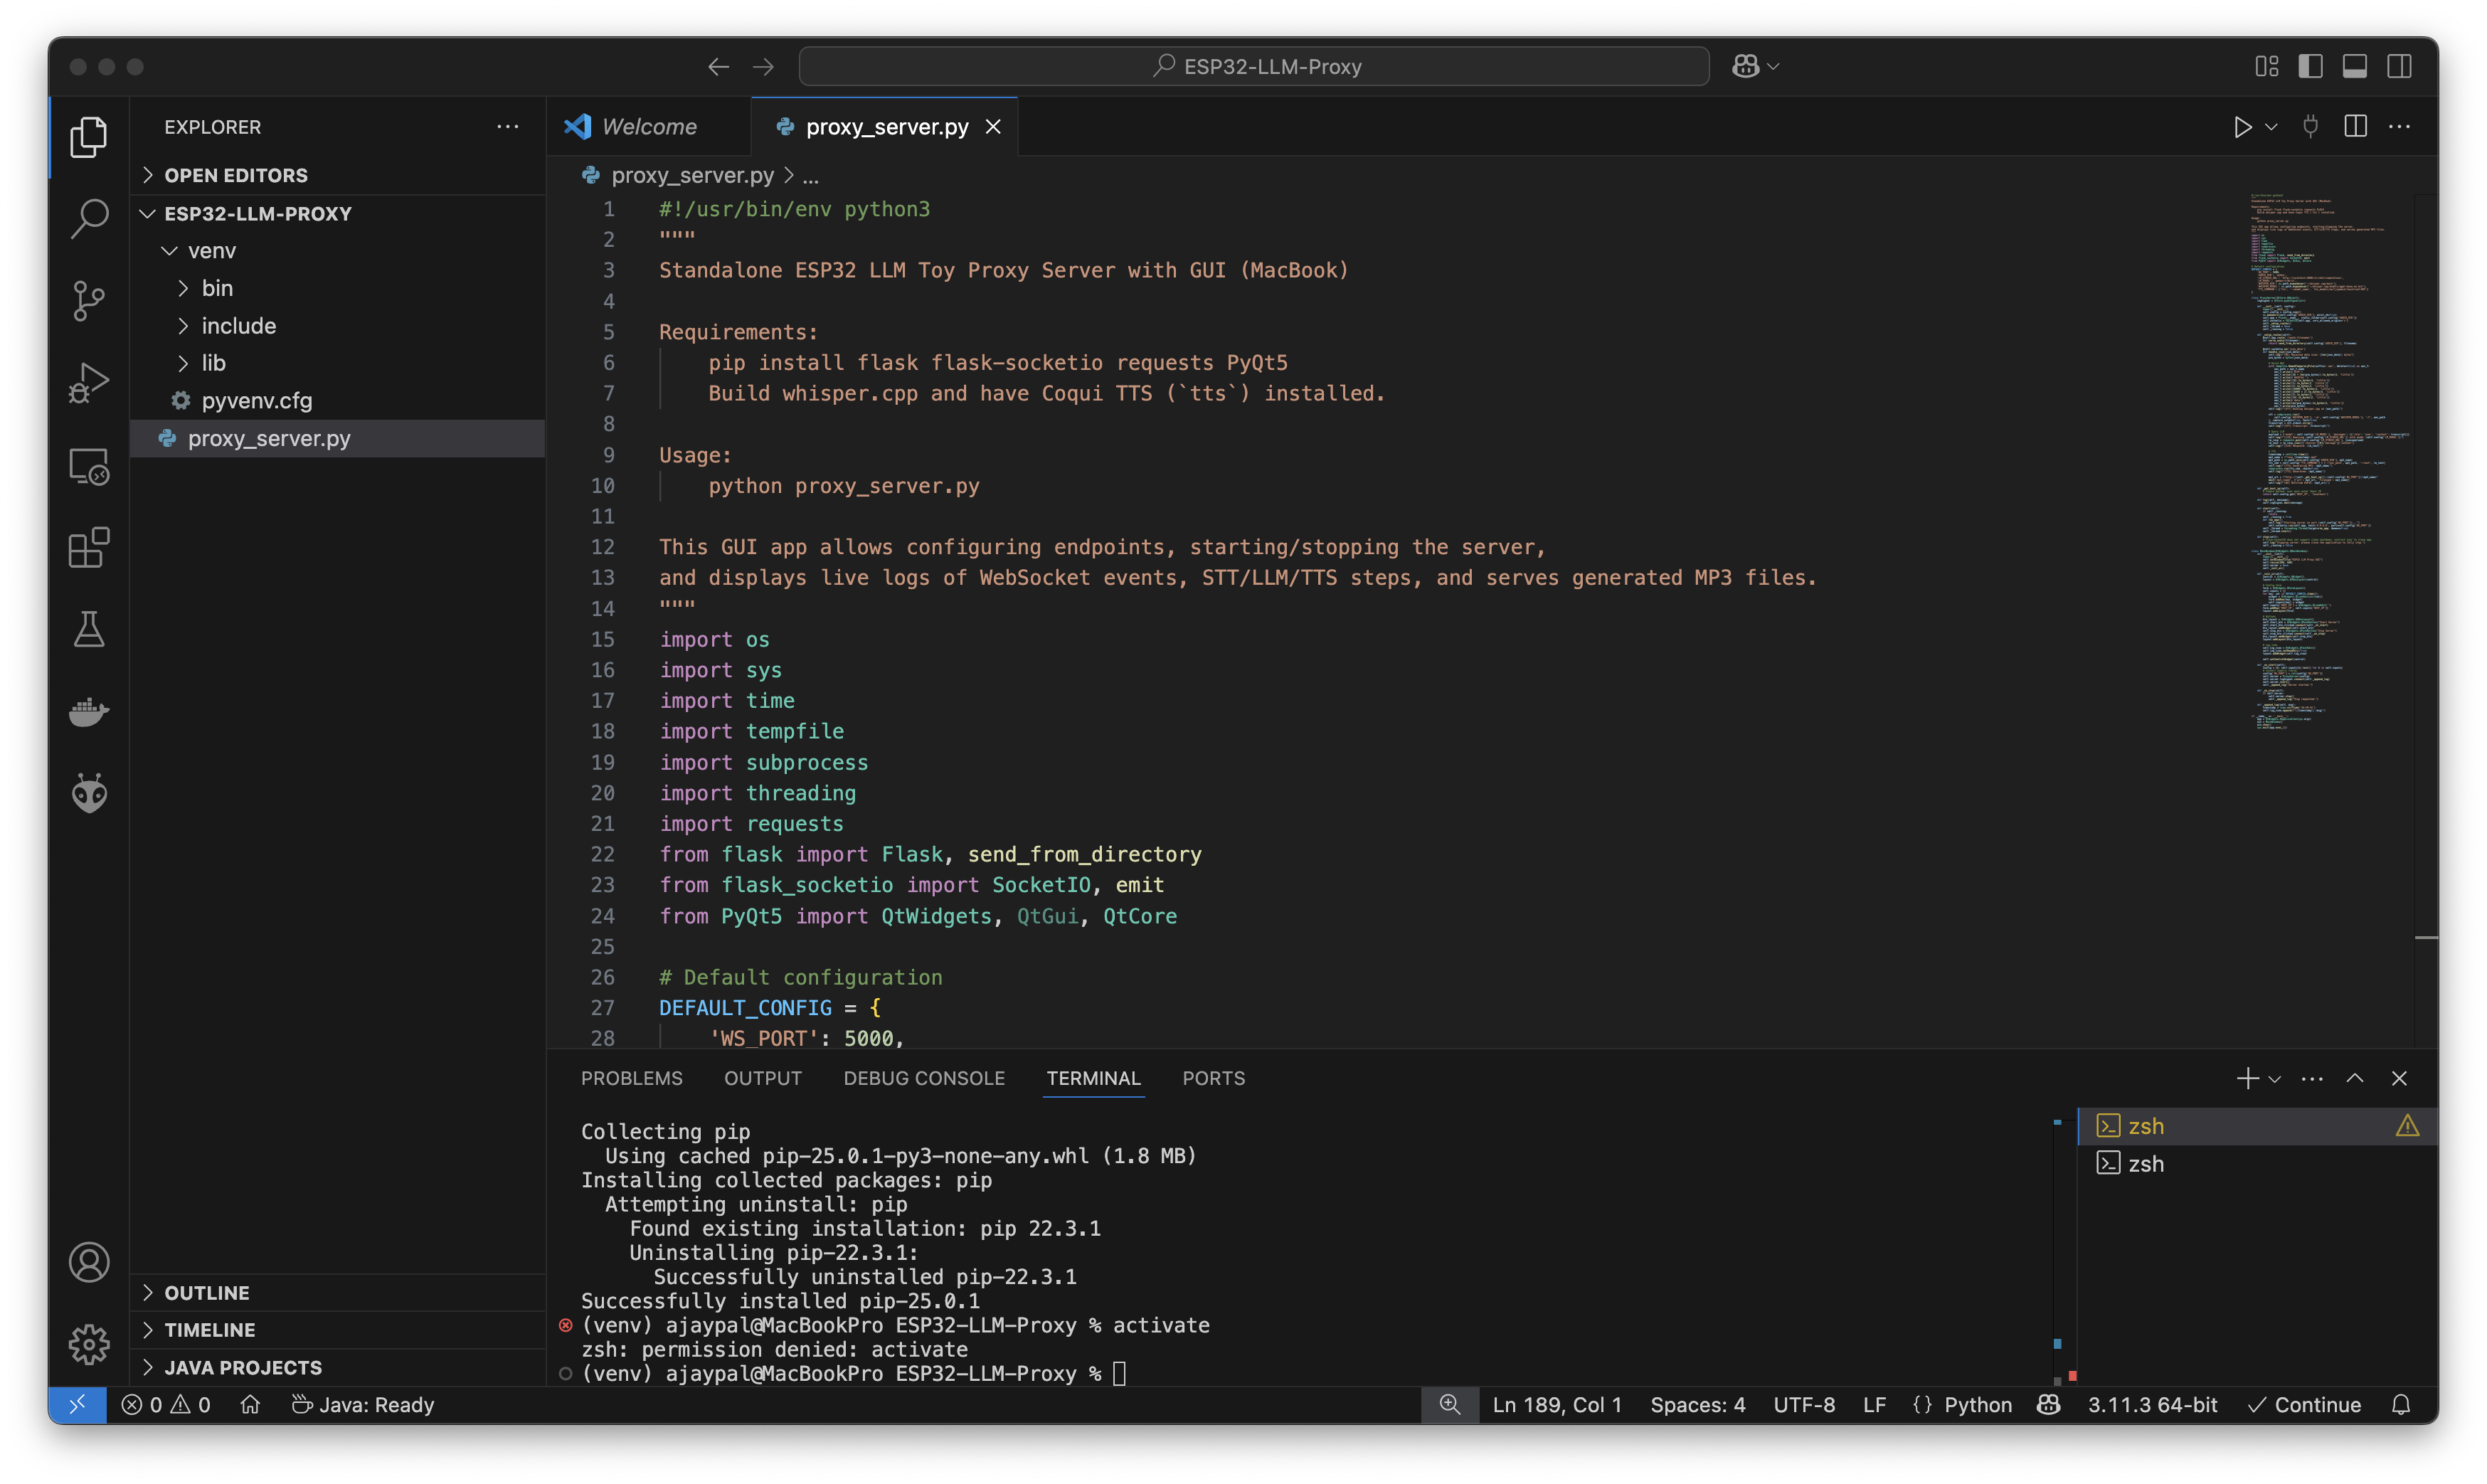 ESP32-LLM-Proxy
EXPLORER
OPEN EDITORS
ESP32-LLM-PROXY
venv
bin
include
lib
pyvenv.cfg
proxy_server.py
OUTLINE
TIMELINE
JAVA PROJECTS
Welcome
proxy_server.py
proxy_server.py > ...
1 #!/usr/bin/env python3
2 """
3 Standalone ESP32 LLM Toy Proxy Server with GUI (MacBook)
4
5 Requirements:
6     pip install flask flask-socketio requests PyQt5
7     Build whisper.cpp and have Coqui TTS (`tts`) installed.
8
9 Usage:
10     python proxy_server.py
11
12 This GUI app allows configuring endpoints, starting/stopping the server,
13 and displays live logs of WebSocket events, STT/LLM/TTS steps, and serves generated MP3 files.
14 """
15 import os
16 import sys
17 import time
18 import tempfile
19 import subprocess
20 import threading
21 import requests
22 from flask import Flask, send_from_directory
23 from flask_socketio import SocketIO, emit
24 from PyQt5 import QtWidgets, QtGui, QtCore
25
26 # Default configuration
27 DEFAULT_CONFIG = {
28     'WS_PORT': 5000,
PROBLEMS OUTPUT DEBUG CONSOLE TERMINAL PORTS
Collecting pip
  Using cached pip-25.0.1-py3-none-any.whl (1.8 MB)
Installing collected packages: pip
  Attempting uninstall: pip
    Found existing installation: pip 22.3.1
    Uninstalling pip-22.3.1:
      Successfully uninstalled pip-22.3.1
Successfully installed pip-25.0.1
(venv) ajaypal@MacBookPro ESP32-LLM-Proxy % activate
zsh: permission denied: activate
(venv) ajaypal@MacBookPro ESP32-LLM-Proxy %
zsh
zsh
0 0 Java: Ready Ln 189, Col 1 Spaces: 4 UTF-8 LF {} Python 3.11.3 64-bit Continue